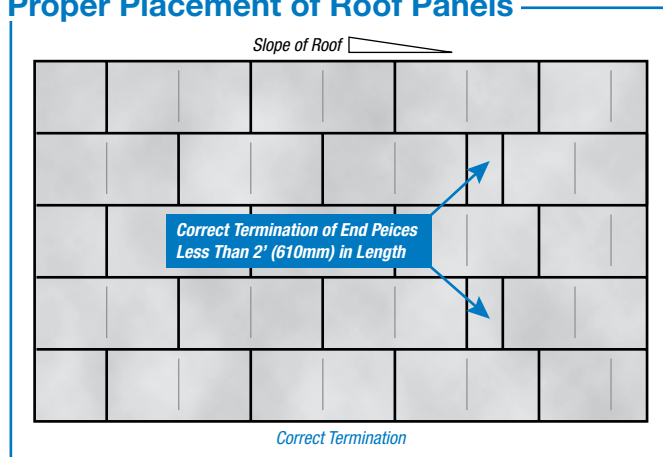 Proper Placement of Roof Panels
Slope of Roof
Correct Termination of End Peices
Less Than 2' (610mm) in Length
Correct Termination